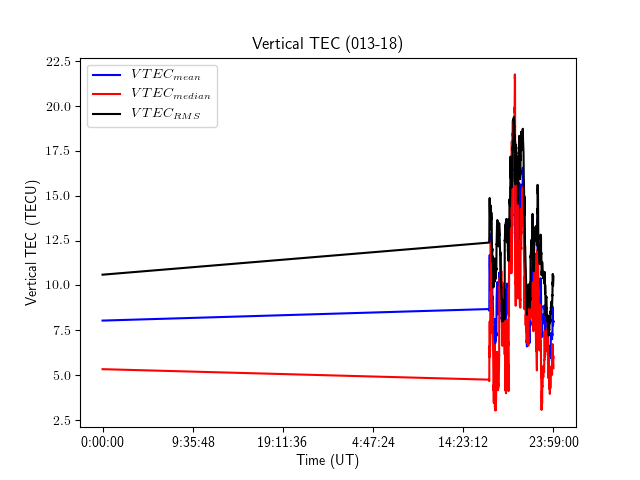 Vertical TEC (013-18)
VTEC_mean
VTEC_median
VTEC_RMS
Vertical TEC (TECU)
22.5
20.0
17.5
15.0
12.5
10.0
7.5
5.0
2.5
0:00:00 9:35:48 19:11:36 4:47:24 14:23:12 23:59:00
Time (UT)